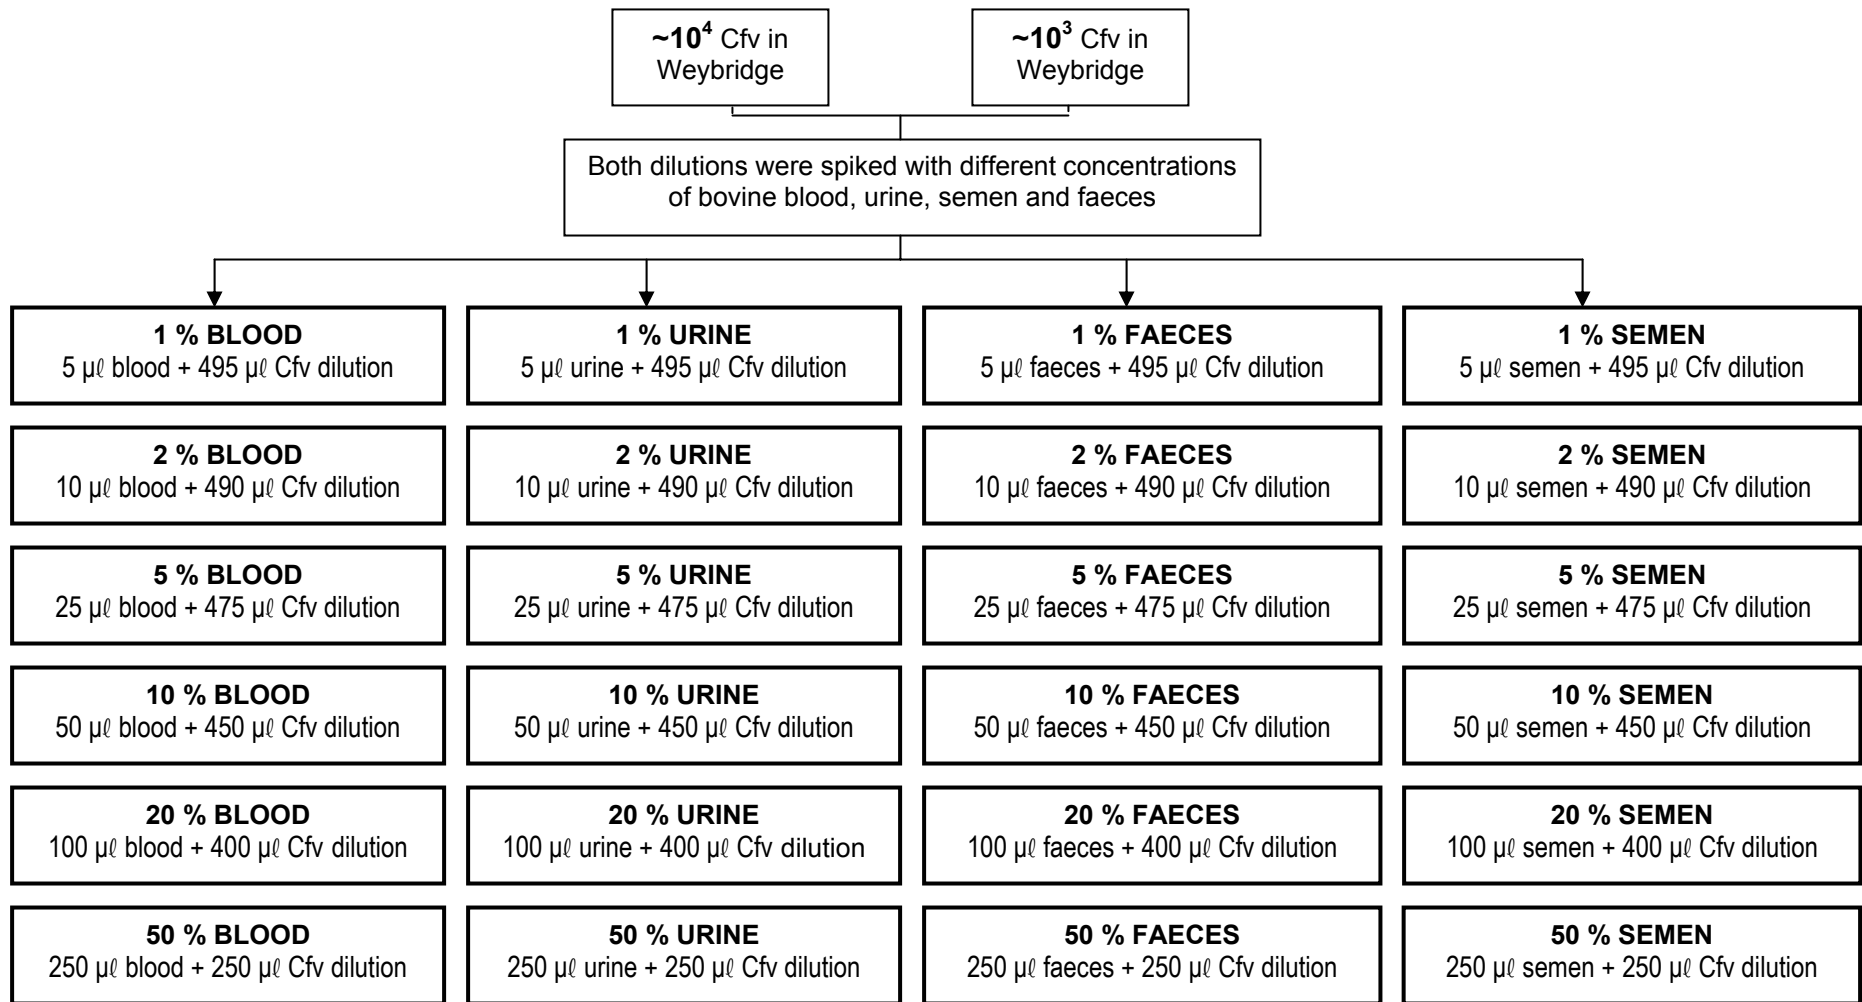 ~10⁴ Cfv in
Weybridge
~10³ Cfv in
Weybridge
Both dilutions were spiked with different concentrations
of bovine blood, urine, semen and faeces
1 % BLOOD
5 µℓ blood + 495 µℓ Cfv dilution
1 % URINE
5 µℓ urine + 495 µℓ Cfv dilution
1 % FAECES
5 µℓ faeces + 495 µℓ Cfv dilution
1 % SEMEN
5 µℓ semen + 495 µℓ Cfv dilution
2 % BLOOD
10 µℓ blood + 490 µℓ Cfv dilution
2 % URINE
10 µℓ urine + 490 µℓ Cfv dilution
2 % FAECES
10 µℓ faeces + 490 µℓ Cfv dilution
2 % SEMEN
10 µℓ semen + 490 µℓ Cfv dilution
5 % BLOOD
25 µℓ blood + 475 µℓ Cfv dilution
5 % URINE
25 µℓ urine + 475 µℓ Cfv dilution
5 % FAECES
25 µℓ faeces + 475 µℓ Cfv dilution
5 % SEMEN
25 µℓ semen + 475 µℓ Cfv dilution
10 % BLOOD
50 µℓ blood + 450 µℓ Cfv dilution
10 % URINE
50 µℓ urine + 450 µℓ Cfv dilution
10 % FAECES
50 µℓ faeces + 450 µℓ Cfv dilution
10 % SEMEN
50 µℓ semen + 450 µℓ Cfv dilution
20 % BLOOD
100 µℓ blood + 400 µℓ Cfv dilution
20 % URINE
100 µℓ urine + 400 µℓ Cfv dilution
20 % FAECES
100 µℓ faeces + 400 µℓ Cfv dilution
20 % SEMEN
100 µℓ semen + 400 µℓ Cfv dilution
50 % BLOOD
250 µℓ blood + 250 µℓ Cfv dilution
50 % URINE
250 µℓ urine + 250 µℓ Cfv dilution
50 % FAECES
250 µℓ faeces + 250 µℓ Cfv dilution
50 % SEMEN
250 µℓ semen + 250 µℓ Cfv dilution